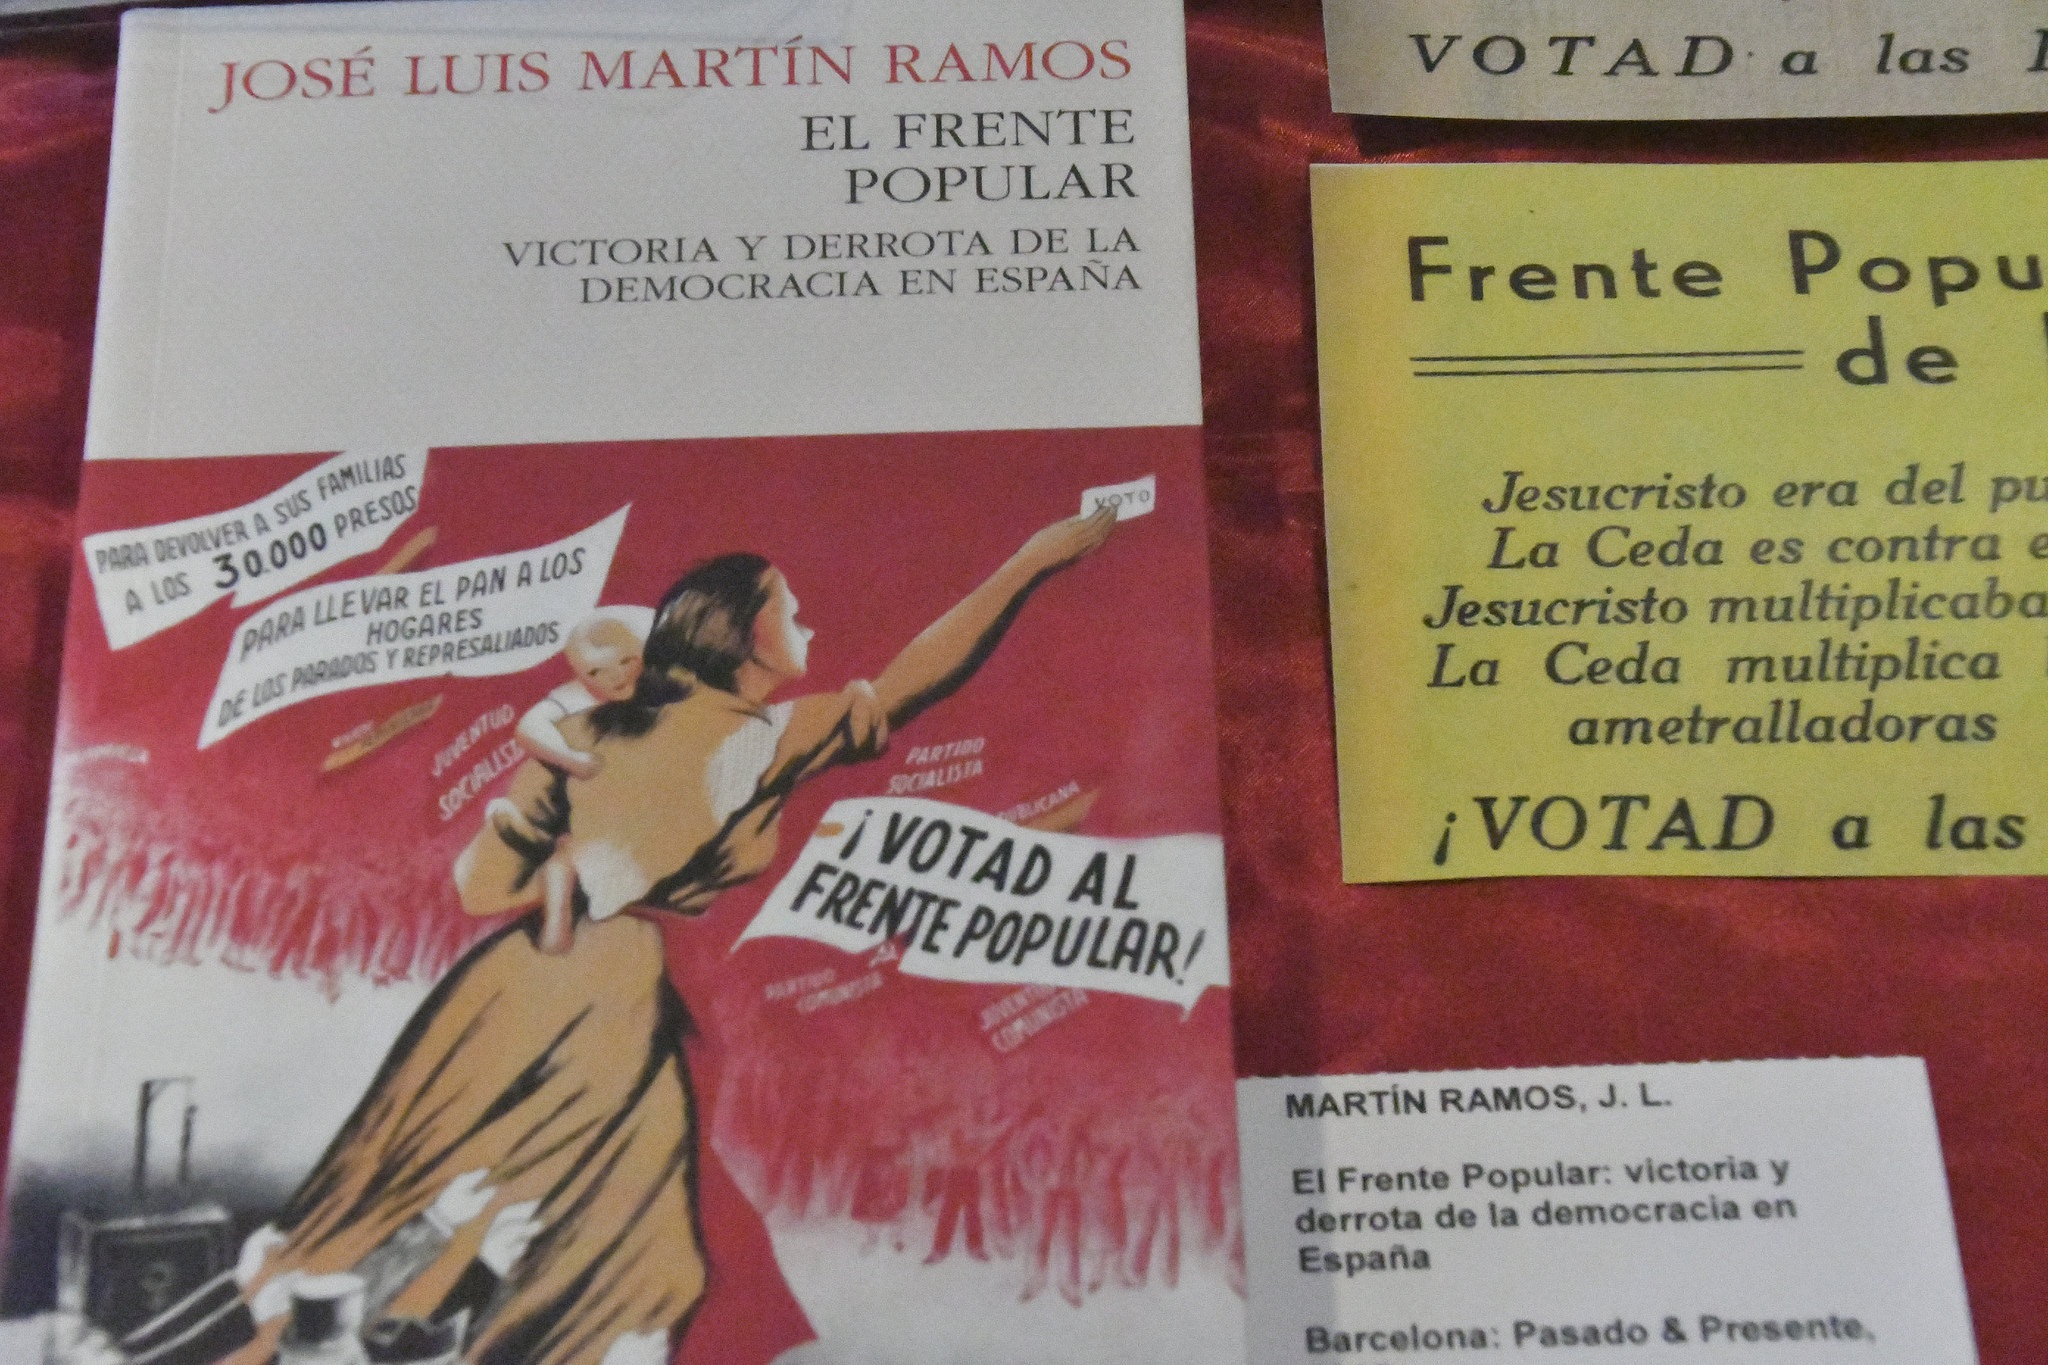 JOSÉ LUIS MARTÍN RAMOS
EL FRENTE
POPULAR
VICTORIA Y DERROTA DE LA
DEMOCRACIA EN ESPAÑA
PARA DEVOLVER A SUS FAMILIAS
A LOS 30.000 PRESOS
PARA LLEVAR EL PAN A LOS
HOGARES
DE LOS PARADOS Y REPRESALIADOS
VOTO
JUVENTUD
SOCIALIST
PARTIDO
SOCIALISTA
¡VOTAD AL
FRENTE POPULAR!
PARTIDO
COMUNISTA
COMUNISTA
VOTAD a las
Frente Popu
de
Jesucristo era del pu
La Ceda es contra e
Jesucristo multiplicaba
La Ceda multiplica
ametralladoras
¡VOTAD a las
MARTÍN RAMOS, J. L.
El Frente Popular: victoria y
derrota de la democracia en
España
Barcelona: Pasado & Presente,